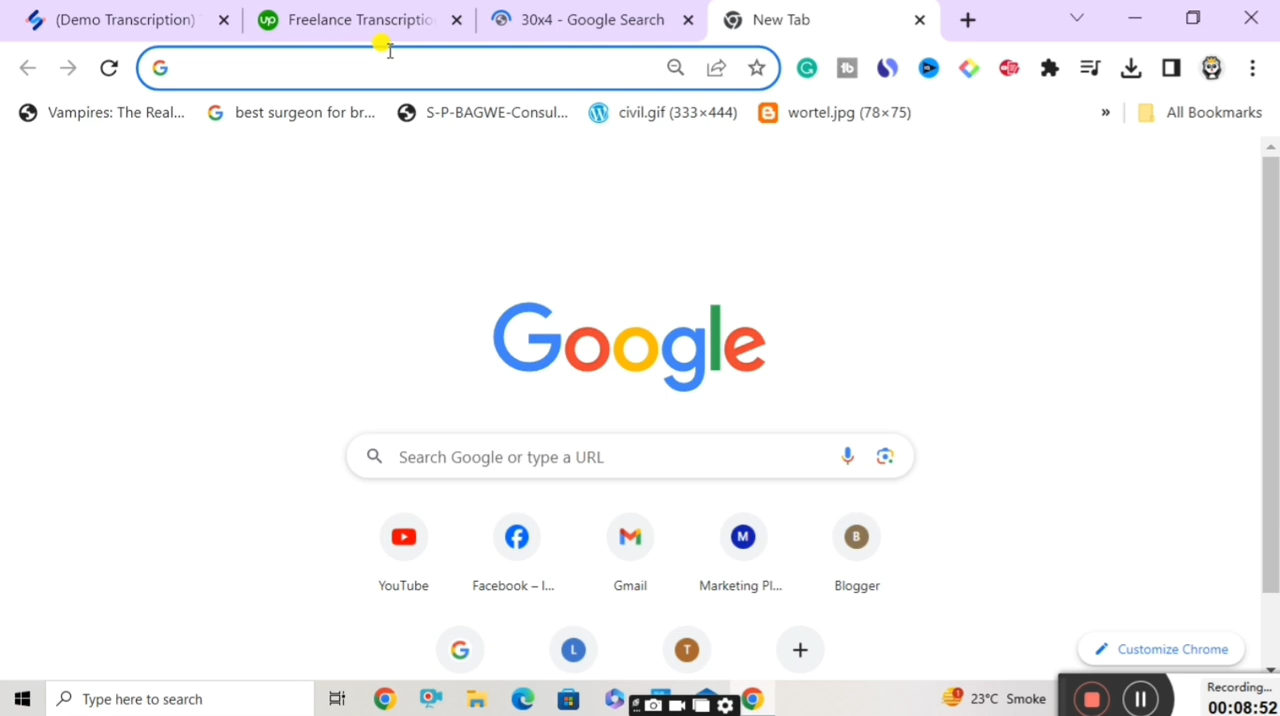 (Demo Transcription)
up Freelance Transcriptio
30x4 - Google Search
New Tab
Vampires: The Real...
best surgeon for br...
S-P-BAGWE-Consul...
civil.gif (333×444)
wortel.jpg (78×75)
»
All Bookmarks
Google
Search Google or type a URL
YouTube
Facebook – I...
Gmail
M
Marketing Pl...
B
Blogger
L
T
Customize Chrome
Type here to search
1
23°C Smoke
Recording...
00:08:52